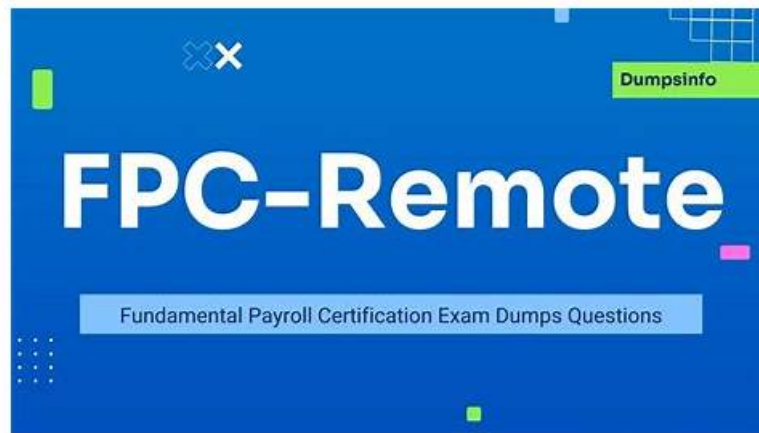 Dumpsinfo
FPC-Remote
Fundamental Payroll Certification Exam Dumps Questions